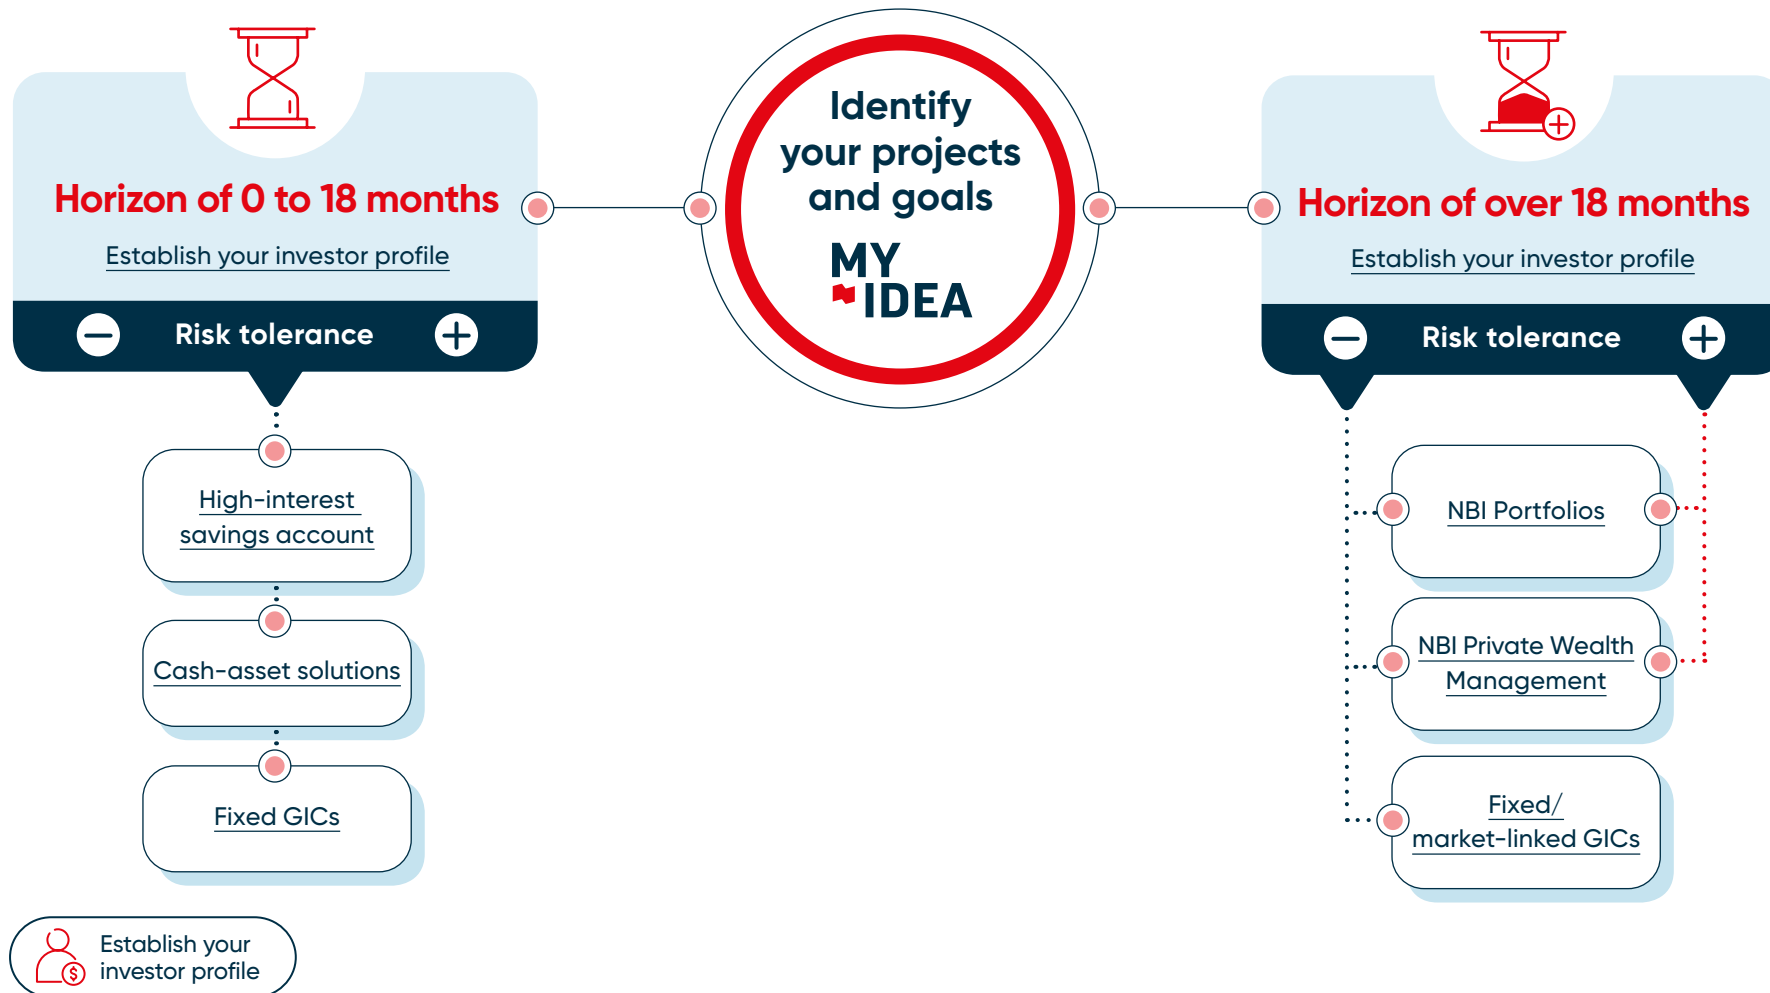 Identify
your projects
and goals
MY
IDEA
Horizon of 0 to 18 months
Establish your investor profile
Risk tolerance
High-interest
savings account
Cash-asset solutions
Fixed GICs
Horizon of over 18 months
Establish your investor profile
Risk tolerance
NBI Portfolios
NBI Private Wealth
Management
Fixed/
market-linked GICs
Establish your
investor profile